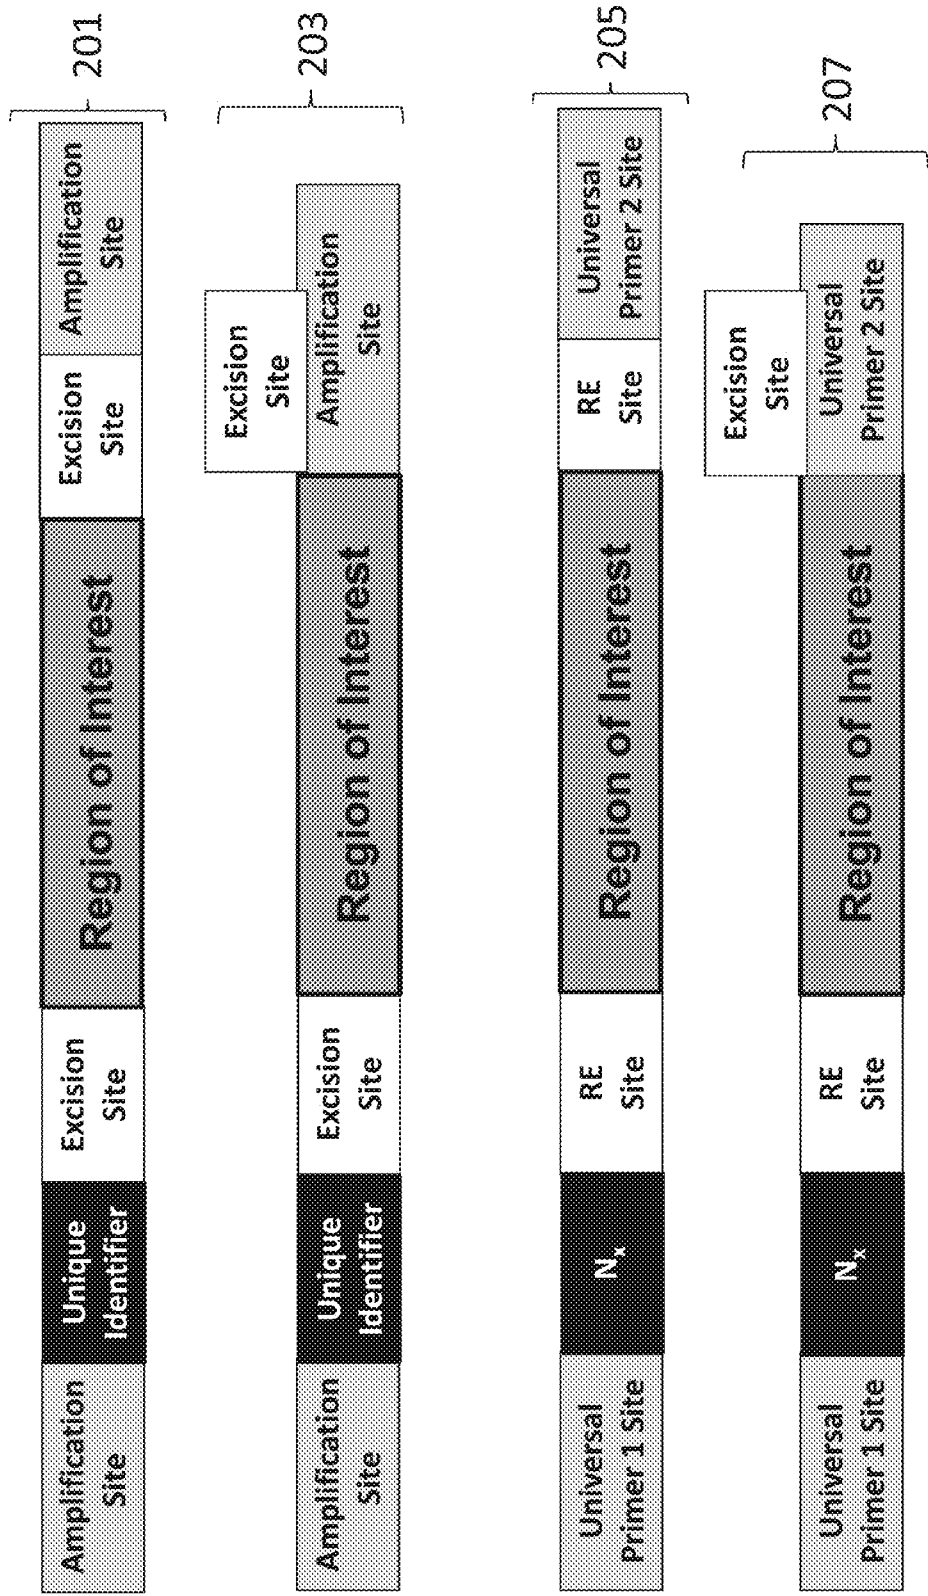 Amplification
Site
Unique
Identifier
Excision
Site
Region of Interest
Excision
Site
Amplification
Site
201
Amplification
Site
Unique
Identifier
Excision
Site
Region of Interest
Excision
Site
Amplification
Site
203
Universal
Primer 1 Site
Nₓ
RE
Site
Region of Interest
RE
Site
Universal
Primer 2 Site
205
Universal
Primer 1 Site
Nₓ
RE
Site
Region of Interest
Excision
Site
Universal
Primer 2 Site
207